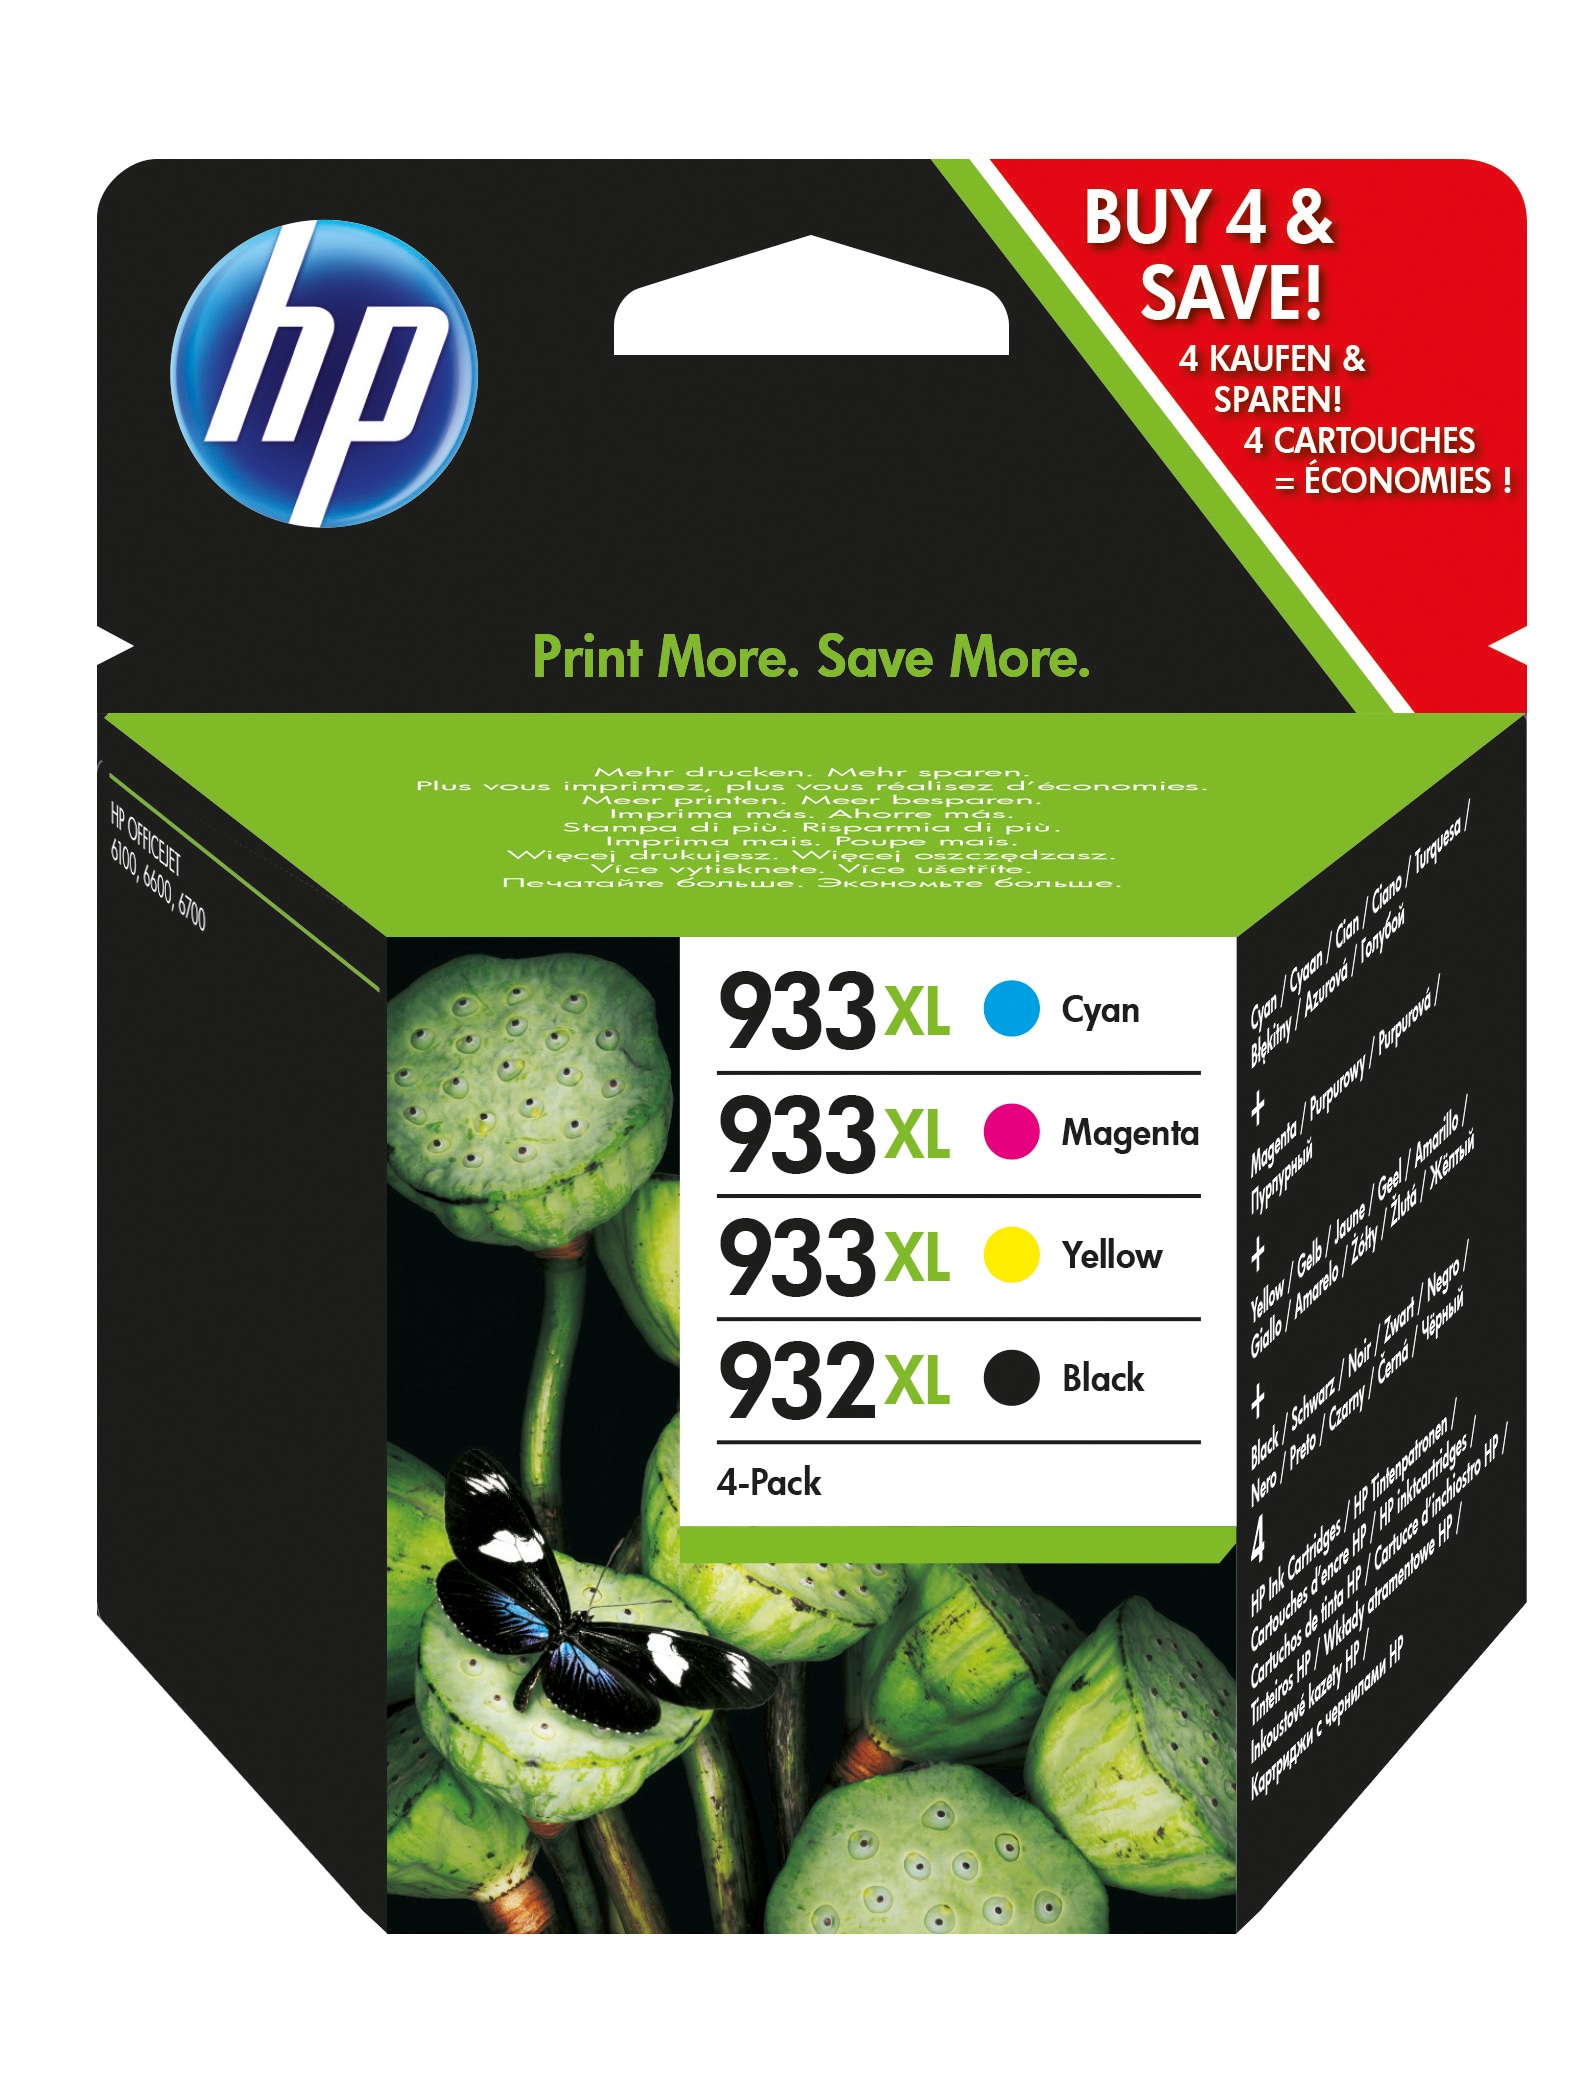 hp
BUY 4 &
SAVE!
4 KAUFEN &
SPAREN!
4 CARTOUCHES
= ÉCONOMIES !
Print More. Save More.
Mehr drucken. Mehr sparen.
Plus vous imprimez, plus vous réalisez d'économies.
Meer printen. Meer besparen.
Imprima más. Ahorre más.
Stampa di più. Risparmia di più.
Imprima mais. Poupe mais.
Więcej drukujesz. Więcej oszczędzasz.
Více vytisknete. Více ušetříte.
Печатайте больше. Экономьте больше.
HP OFFICEJET
6100, 6600, 6700
933XL Cyan
933XL Magenta
933XL Yellow
932XL Black
4-Pack
Cyan / Cyaan / Cian / Ciano / Turquesa /
Błękitny / Azurová / Голубой
+
Magenta / Purpurowy / Purpurová /
Пурпурный
+
Yellow / Gelb / Jaune / Geel / Amarillo /
Giallo / Amarelo / Żółty / Žlutá / Жёлтый
+
Black / Schwarz / Noir / Zwart / Negro /
Nero / Preto / Czarny / Černá / Чёрный
4
HP Ink Cartridges / HP Tintenpatronen /
Cartouches d'encre HP / HP inktcartridges /
Cartuchos de tinta HP / Cartucce d'inchiostro HP /
Tinteiros HP / Wkłady atramentowe HP /
Inkoustové kazety HP /
Картриджи с чернилами HP